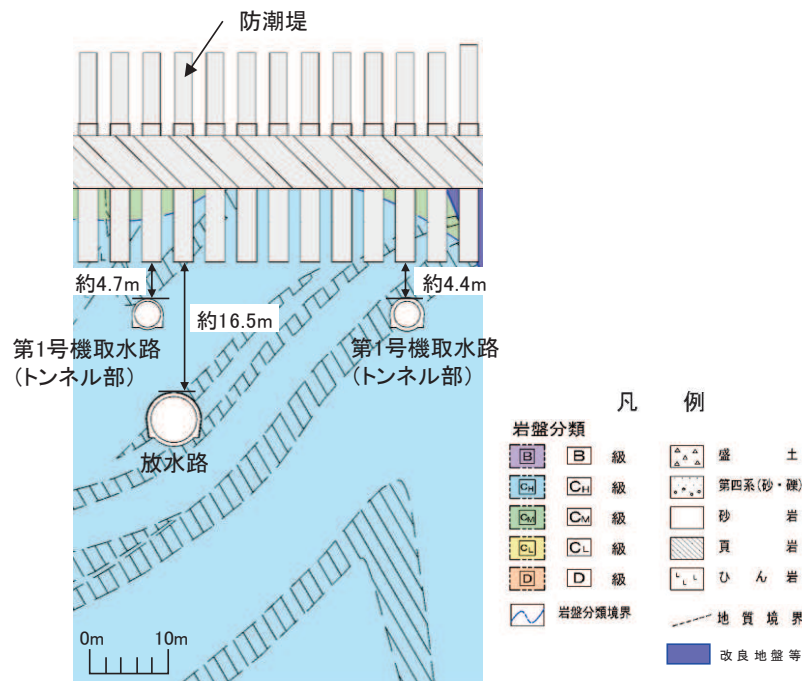 防潮堤
約4.7m
約4.4m
約16.5m
第1号機取水路
(トンネル部)
第1号機取水路
(トンネル部)
放水路
0m 10m
凡 例
岩盤分類
B B 級
CH CH 級
CM CM 級
CL CL 級
D D 級
岩盤分類境界
盛 土
第四系(砂・礫)
砂 岩
頁 岩
ひ ん 岩
地 質 境 界
改良地盤等